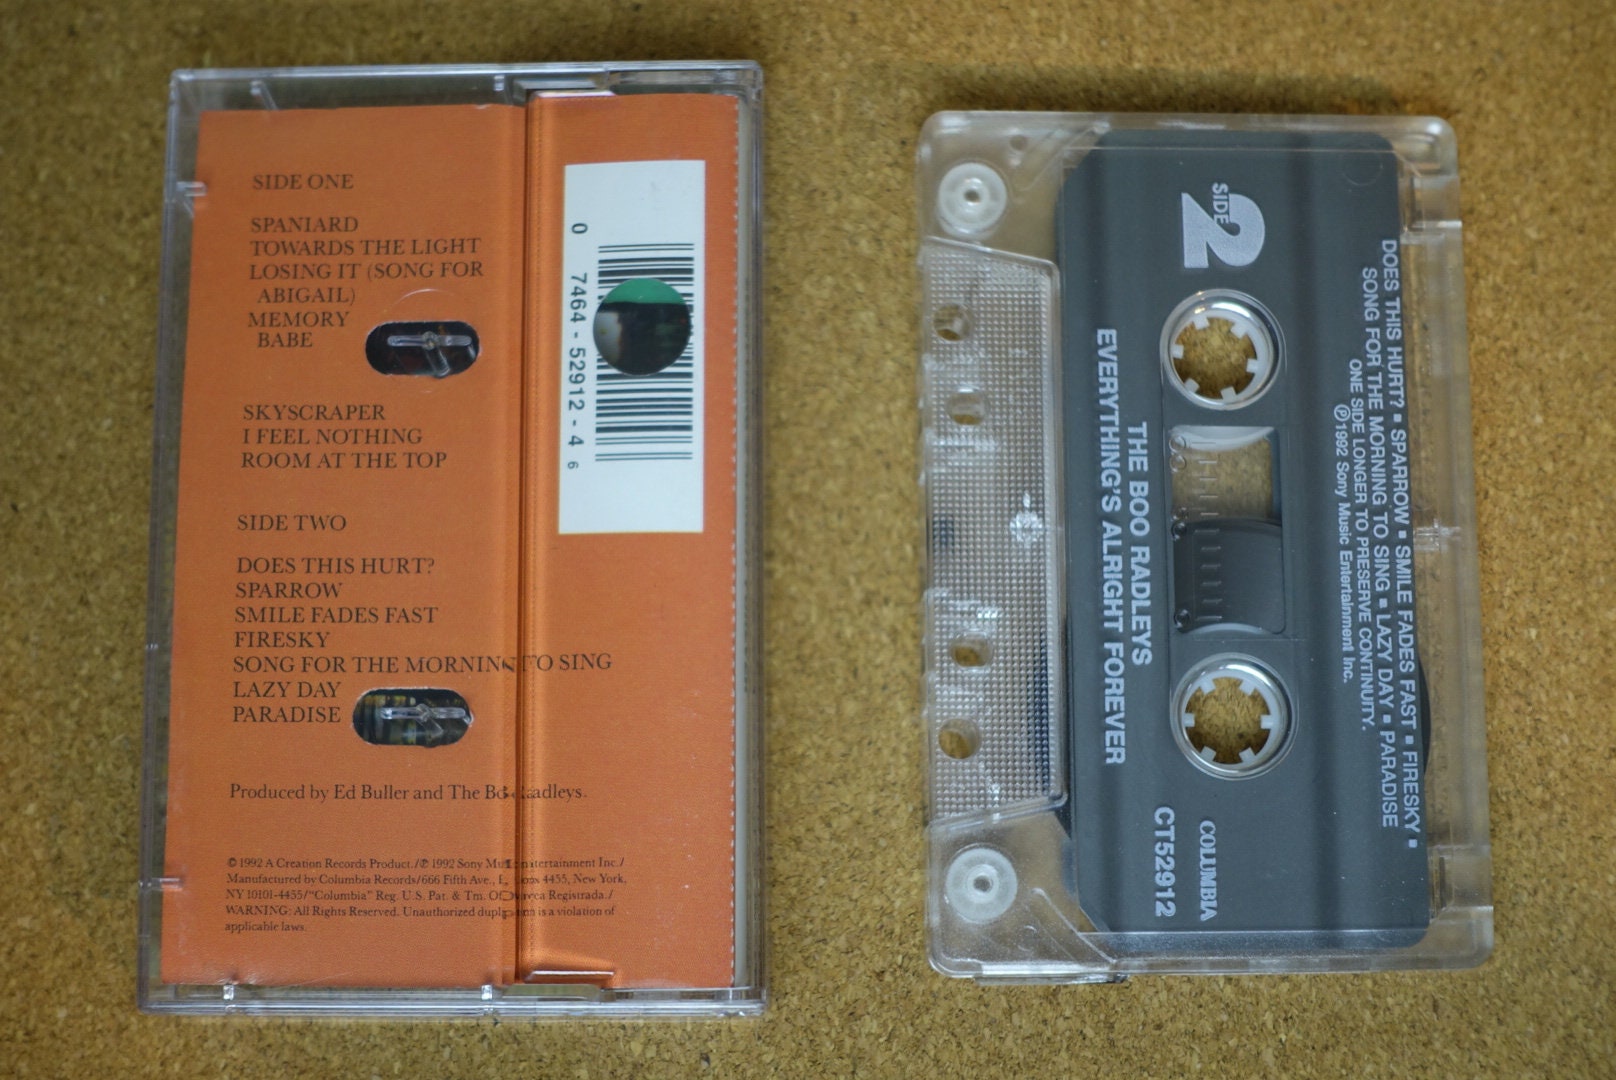 SIDE ONE
SPANIARD
TOWARDS THE LIGHT
LOSING IT (SONG FOR
ABIGAIL)
MEMORY
BABE
SKYSCRAPER
I FEEL NOTHING
ROOM AT THE TOP
SIDE TWO
DOES THIS HURT?
SPARROW
SMILE FADES FAST
FIRESKY
SONG FOR THE MORNING TO SING
LAZY DAY
PARADISE
Produced by Ed Buller and The Boo Radleys.
© 1992 A Creation Records Product./℗ 1992 Sony Music Entertainment Inc./
Manufactured by Columbia Records/666 Fifth Ave., 4455, New York,
NY 10101-4455/"Columbia" Reg. U.S. Pat. & Tm. Off. Marca Registrada./
WARNING: All Rights Reserved. Unauthorized duplication is a violation of
applicable laws.
0 7464-52912-4 6
SIDE 2
DOES THIS HURT? ▪ SPARROW ▪ SMILE FADES FAST ▪ FIRESKY ▪
SONG FOR THE MORNING TO SING ▪ LAZY DAY ▪ PARADISE
ONE SIDE LONGER TO PRESERVE CONTINUITY.
℗ 1992 Sony Music Entertainment Inc.
THE BOO RADLEYS
EVERYTHING'S ALRIGHT FOREVER
COLUMBIA
CT52912